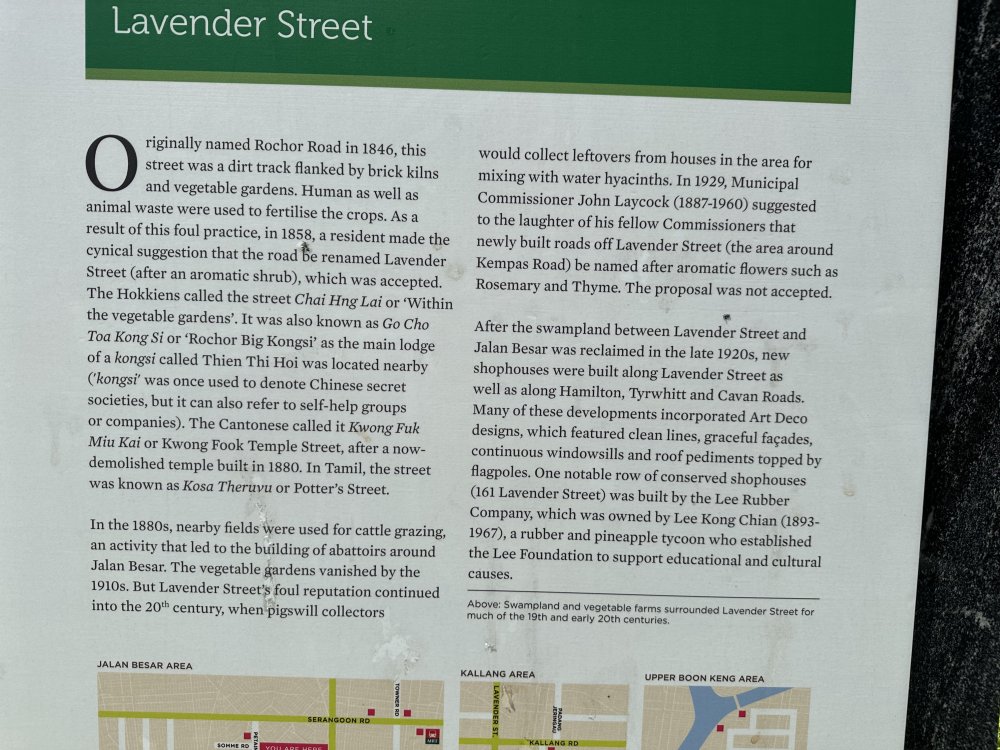 Lavender Street
Originally named Rochor Road in 1846, this
street was a dirt track flanked by brick kilns
and vegetable gardens. Human as well as
animal waste were used to fertilise the crops. As a
result of this foul practice, in 1858, a resident made the
cynical suggestion that the road be renamed Lavender
Street (after an aromatic shrub), which was accepted.
The Hokkiens called the street Chai Hng Lai or ‘Within
the vegetable gardens’. It was also known as Go Cho
Toa Kong Si or ‘Rochor Big Kongsi’ as the main lodge
of a kongsi called Thien Thi Hoi was located nearby
('kongsi' was once used to denote Chinese secret
societies, but it can also refer to self-help groups
or companies). The Cantonese called it Kwong Fuk
Miu Kai or Kwong Fook Temple Street, after a now-
demolished temple built in 1880. In Tamil, the street
was known as Kosa Theruvu or Potter’s Street.
In the 1880s, nearby fields were used for cattle grazing,
an activity that led to the building of abattoirs around
Jalan Besar. The vegetable gardens vanished by the
1910s. But Lavender Street’s foul reputation continued
into the 20th century, when pigswill collectors
would collect leftovers from houses in the area for
mixing with water hyacinths. In 1929, Municipal
Commissioner John Laycock (1887-1960) suggested
to the laughter of his fellow Commissioners that
newly built roads off Lavender Street (the area around
Kempas Road) be named after aromatic flowers such as
Rosemary and Thyme. The proposal was not accepted.
After the swampland between Lavender Street and
Jalan Besar was reclaimed in the late 1920s, new
shophouses were built along Lavender Street as
well as along Hamilton, Tyrwhitt and Cavan Roads.
Many of these developments incorporated Art Deco
designs, which featured clean lines, graceful façades,
continuous windowsills and roof pediments topped by
flagpoles. One notable row of conserved shophouses
(161 Lavender Street) was built by the Lee Rubber
Company, which was owned by Lee Kong Chian (1893-
1967), a rubber and pineapple tycoon who established
the Lee Foundation to support educational and cultural
causes.
Above: Swampland and vegetable farms surrounded Lavender Street for
much of the 19th and early 20th centuries.
JALAN BESAR AREA
TOWNER RD
SERANGOON RD
SOMME RD
PETAIN
YOU ARE HERE
MRT
KALLANG AREA
LAVENDER ST
PADANG
JERINGAU
KALLANG RD
UPPER BOON KENG AREA